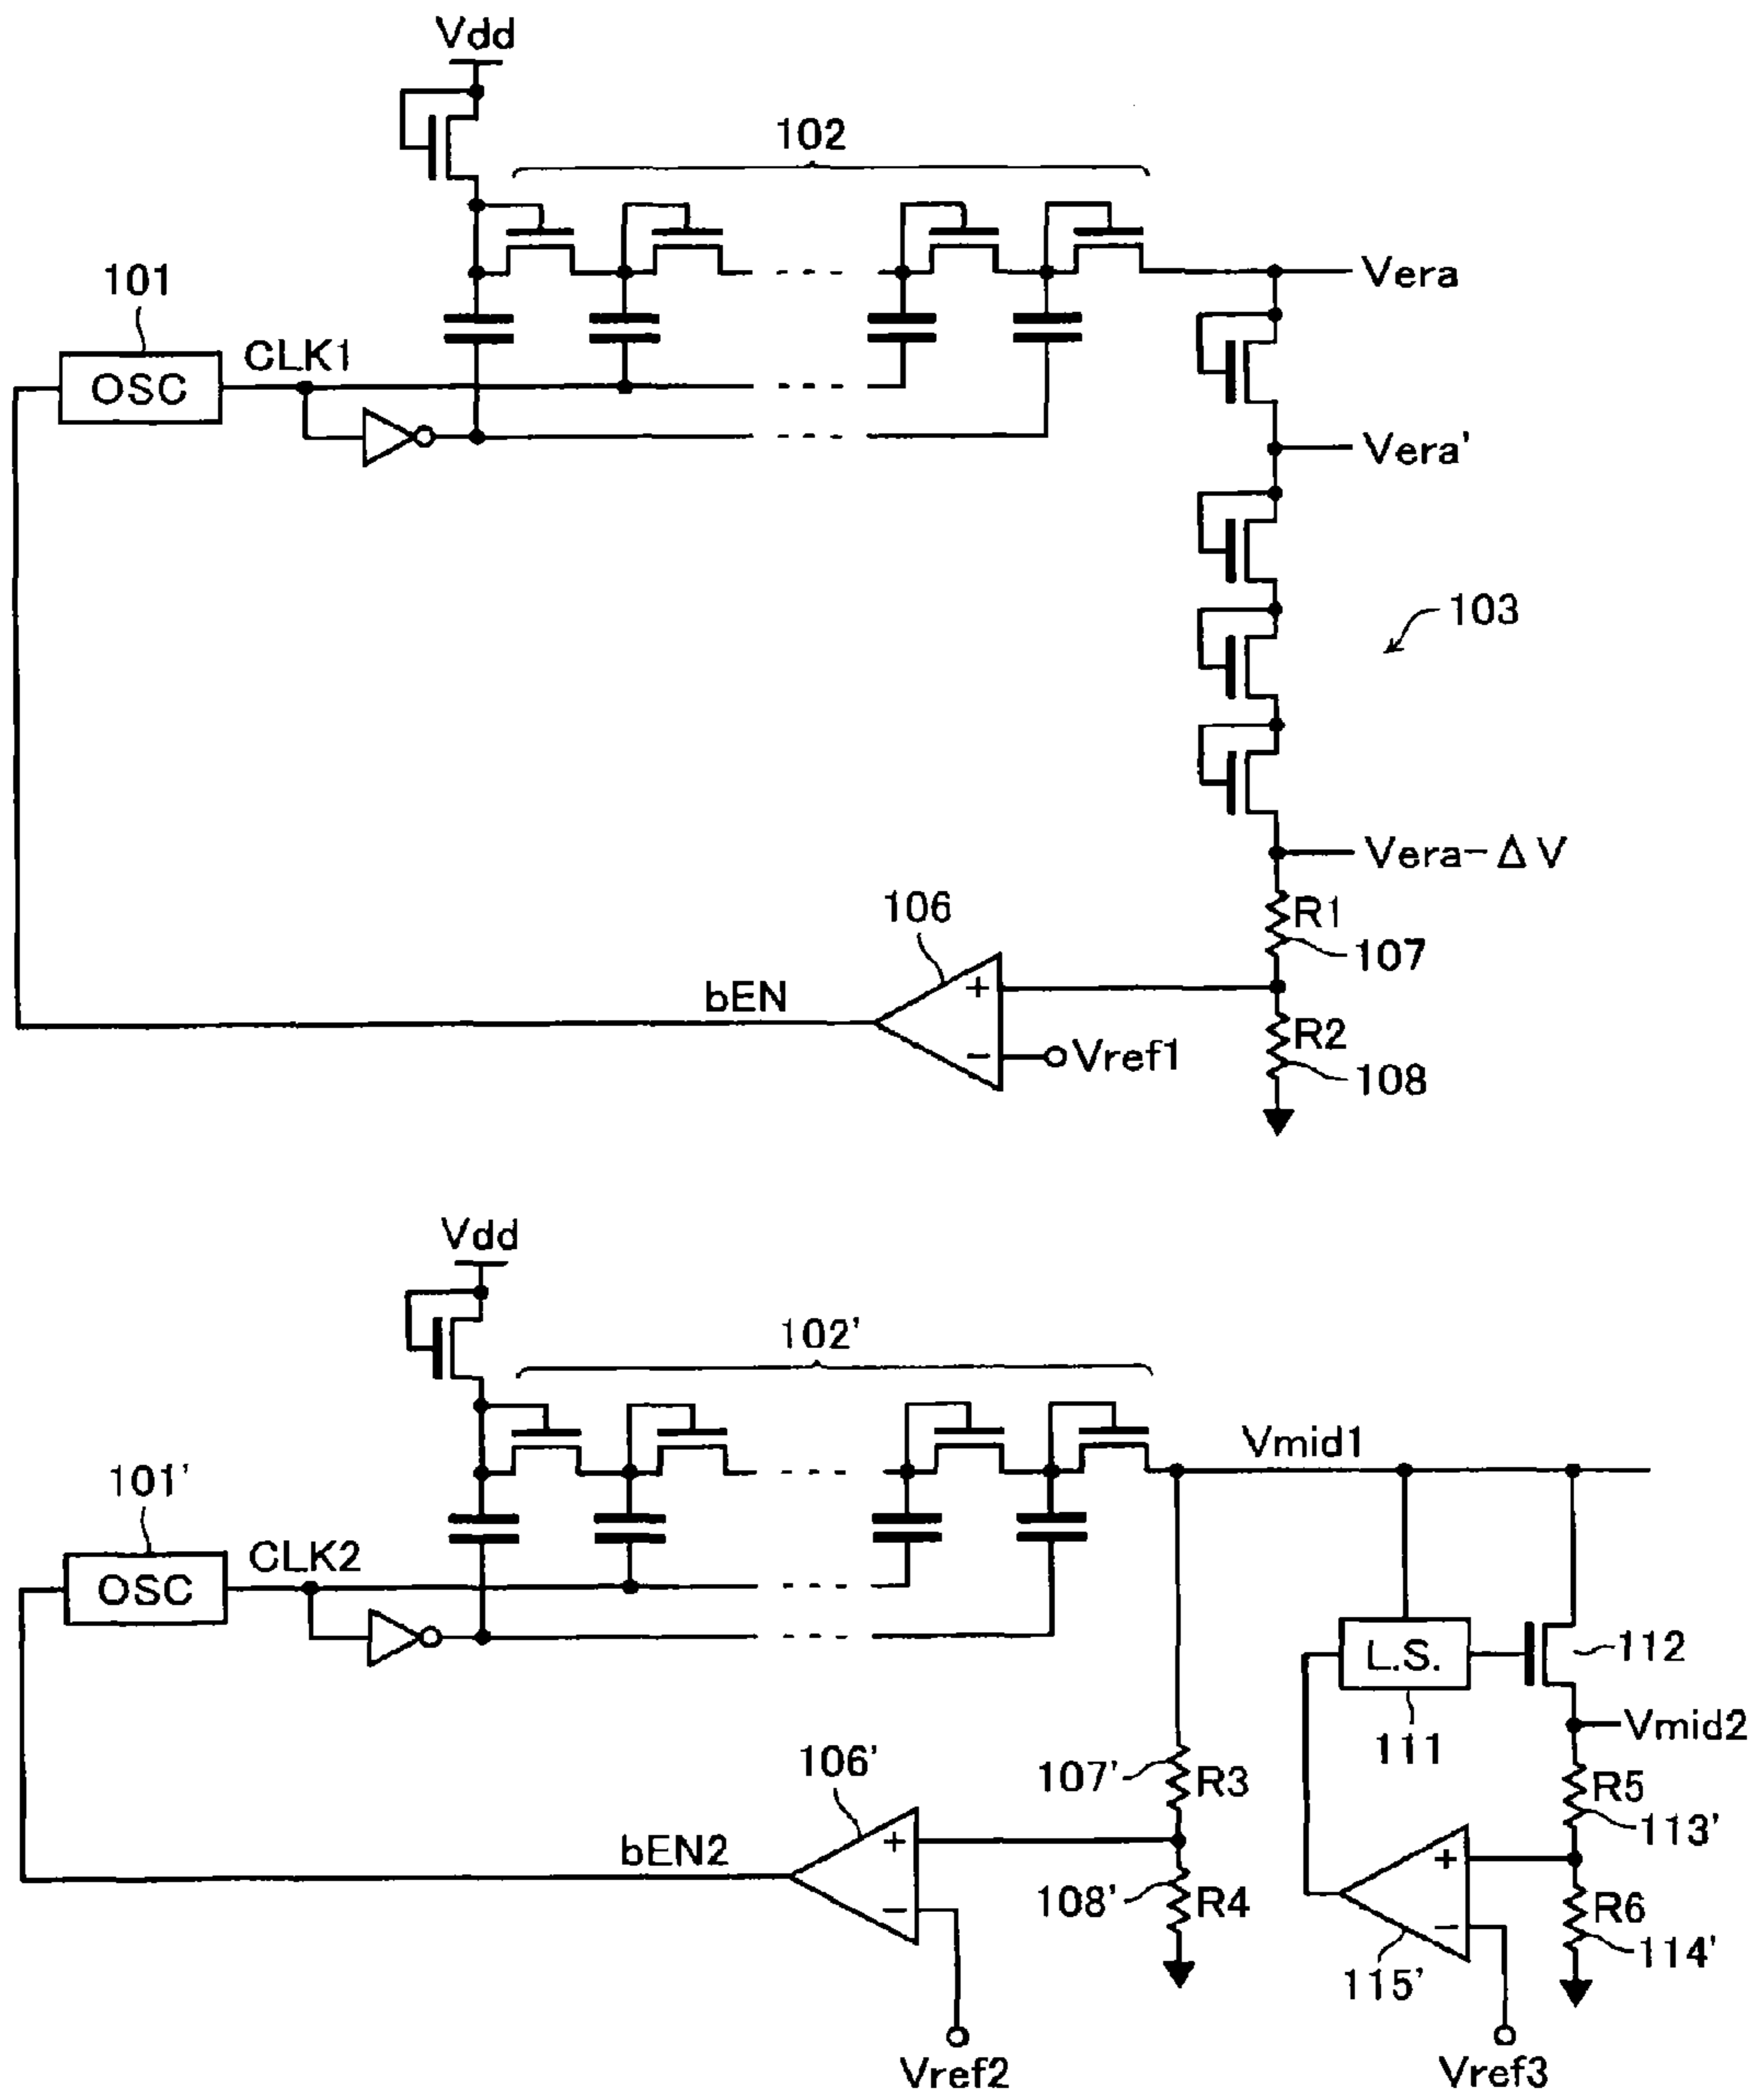 Vdd
102
101
OSC
CLK1
Vera
Vera'
103
Vera-ΔV
R1
107
106
+
bEN
-
Vref1
R2
108
Vdd
102'
Vmid1
101'
OSC
CLK2
L.S.
112
111
Vmid2
106'
107'
R3
R5
113'
bEN2
+
+
108'
R4
R6
-
-
114'
115'
Vref2
Vref3